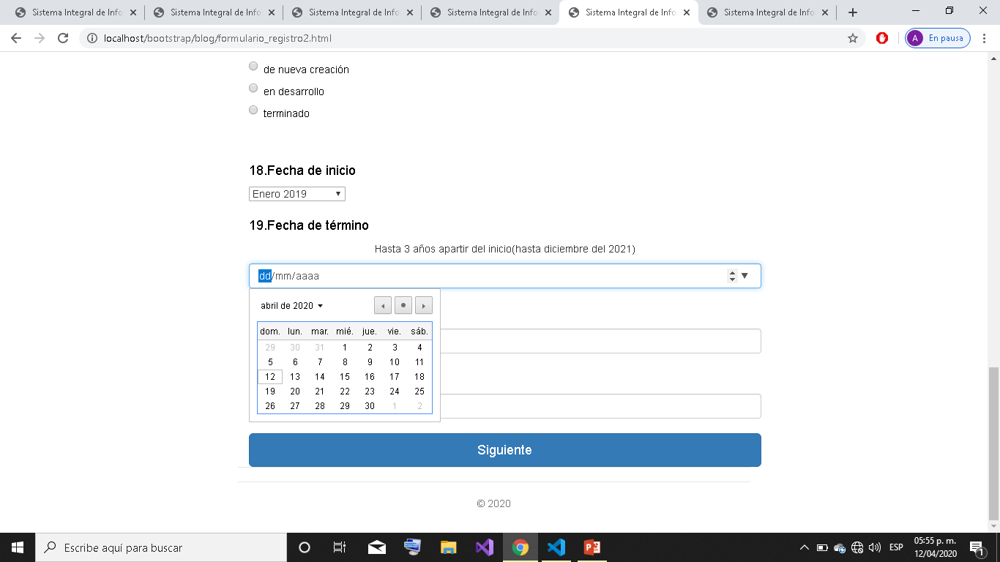 Sistema Integral de Info
Sistema Integral de Info
Sistema Integral de Info
Sistema Integral de Info
Sistema Integral de Info
Sistema Integral de Info
localhost/bootstrap/blog/formulario_registro2.html
A En pausa
de nueva creación
en desarrollo
terminado
18.Fecha de inicio
Enero 2019
19.Fecha de término
Hasta 3 años apartir del inicio(hasta diciembre del 2021)
dd/mm/aaaa
abril de 2020
dom. lun. mar. mié. jue. vie. sáb.
29 30 31 1 2 3 4
5 6 7 8 9 10 11
12 13 14 15 16 17 18
19 20 21 22 23 24 25
26 27 28 29 30 1 2
Siguiente
© 2020
Escribe aquí para buscar
ESP
05:55 p. m.
12/04/2020
1